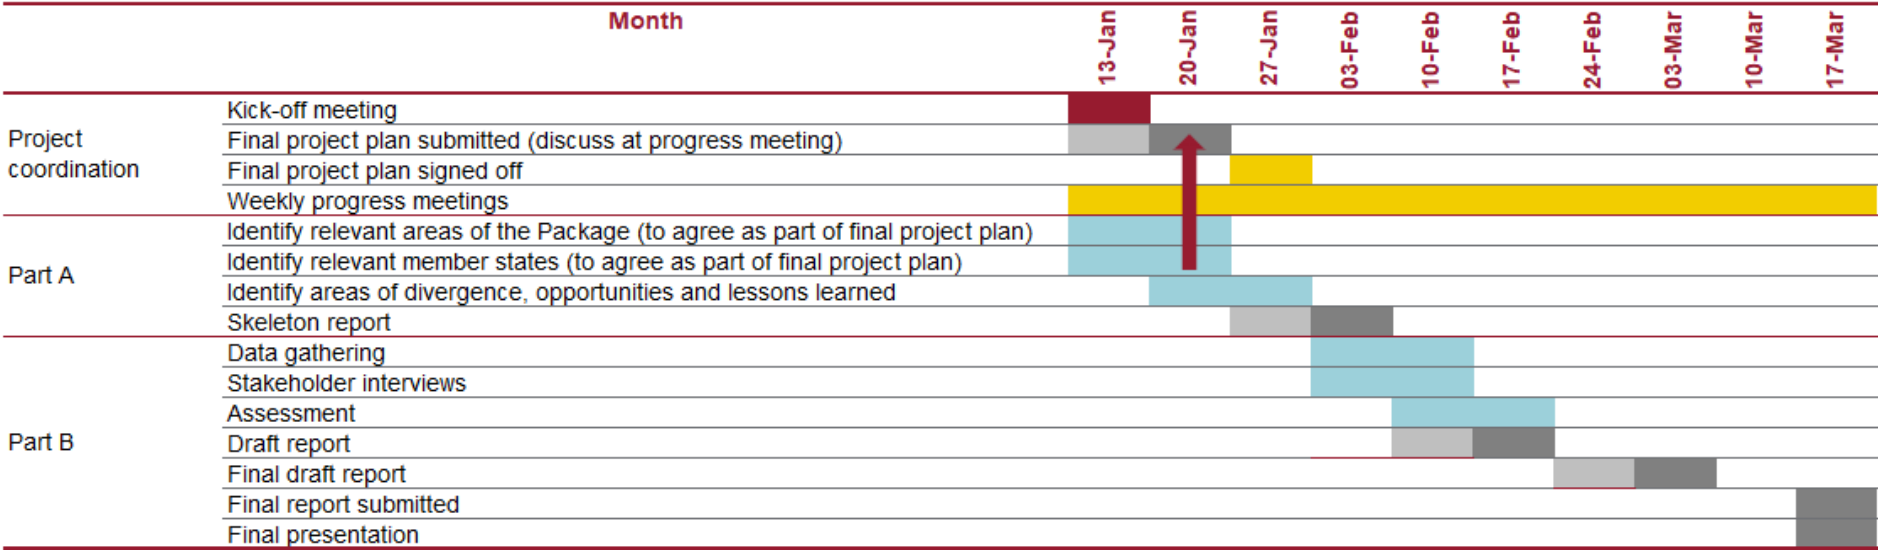 Month
13-Jan
20-Jan
27-Jan
03-Feb
10-Feb
17-Feb
24-Feb
03-Mar
10-Mar
17-Mar
Project
coordination
Kick-off meeting
Final project plan submitted (discuss at progress meeting)
Final project plan signed off
Weekly progress meetings
Part A
Identify relevant areas of the Package (to agree as part of final project plan)
Identify relevant member states (to agree as part of final project plan)
Identify areas of divergence, opportunities and lessons learned
Skeleton report
Part B
Data gathering
Stakeholder interviews
Assessment
Draft report
Final draft report
Final report submitted
Final presentation